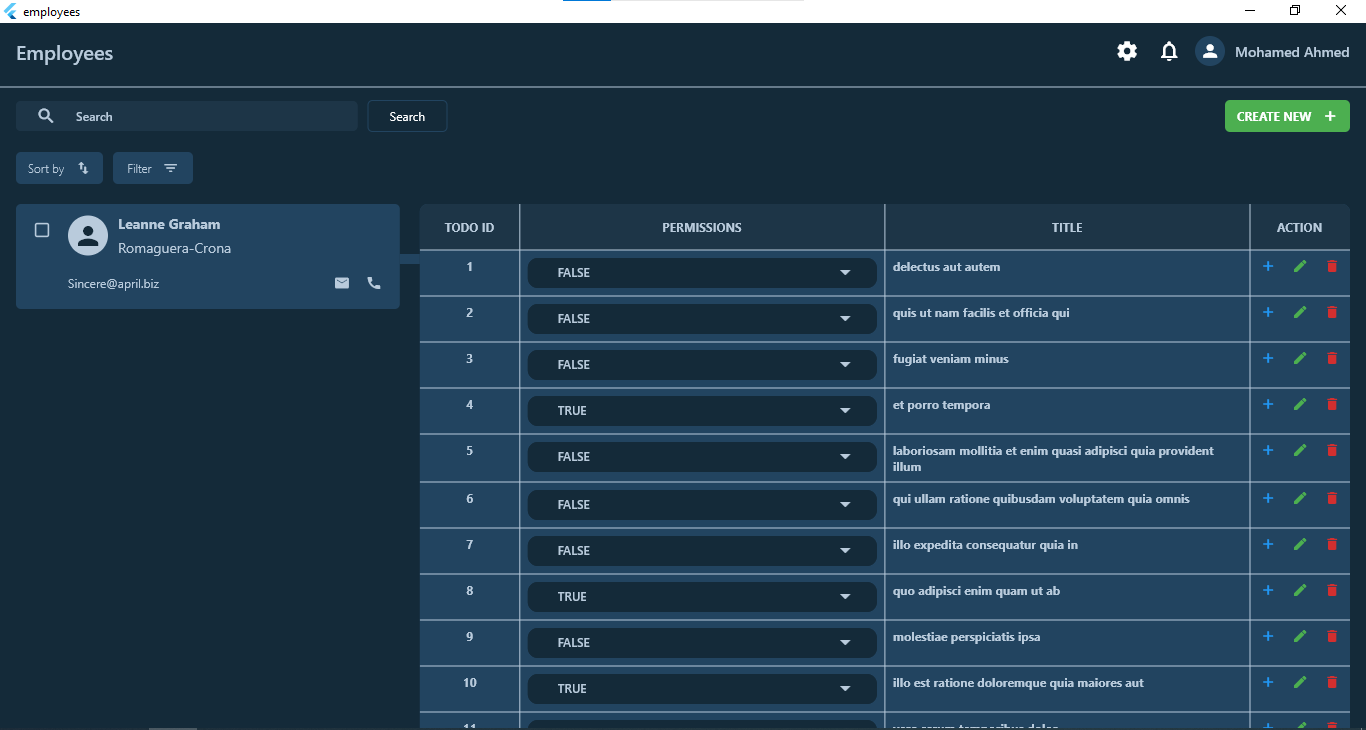 employees
Employees
Mohamed Ahmed
Search
Search
CREATE NEW
Sort by
Filter
Leanne Graham
Romaguera-Crona
Sincere@april.biz
TODO ID PERMISSIONS TITLE ACTION
1 FALSE delectus aut autem
2 FALSE quis ut nam facilis et officia qui
3 FALSE fugiat veniam minus
4 TRUE et porro tempora
5 FALSE laboriosam mollitia et enim quasi adipisci quia provident
illum
6 FALSE qui ullam ratione quibusdam voluptatem quia omnis
7 FALSE illo expedita consequatur quia in
8 TRUE quo adipisci enim quam ut ab
9 FALSE molestiae perspiciatis ipsa
10 TRUE illo est ratione doloremque quia maiores aut
11